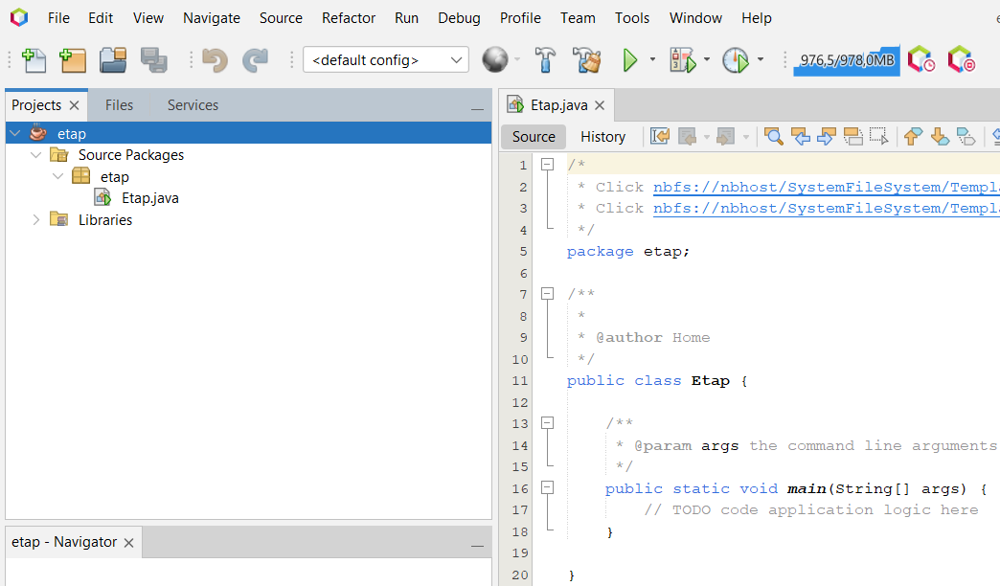 File Edit View Navigate Source Refactor Run Debug Profile Team Tools Window Help
<default config> 976,5/978,0MB
Projects Files Services
etap
Source Packages
etap
Etap.java
Libraries
etap - Navigator
Etap.java
Source History
1 /*
2  * Click nbfs://nbhost/SystemFileSystem/Templ
3  * Click nbfs://nbhost/SystemFileSystem/Templ
4  */
5 package etap;
6
7 /**
8  *
9  * @author Home
10  */
11 public class Etap {
12
13     /**
14      * @param args the command line arguments
15      */
16     public static void main(String[] args) {
17         // TODO code application logic here
18     }
19
20 }